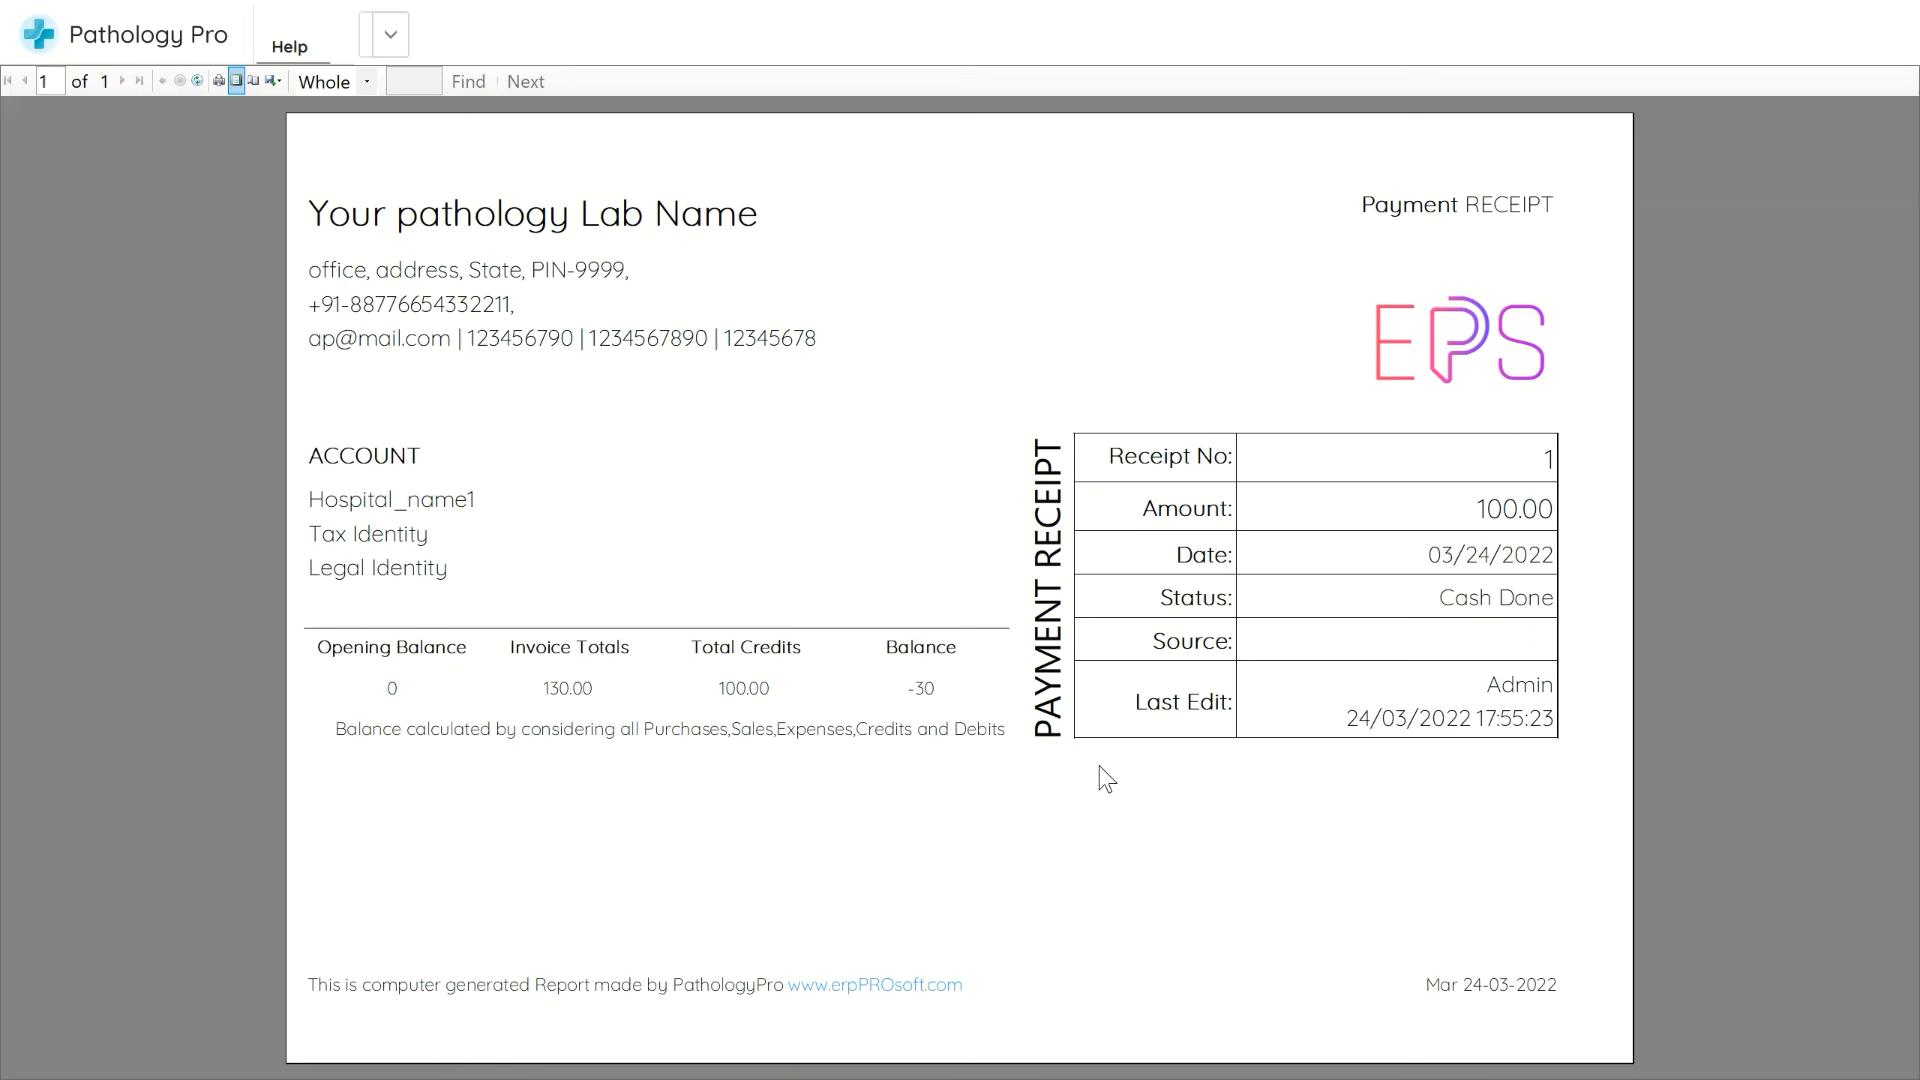 Pathology Pro
Help
1 of 1 Whole Find Next
Your pathology Lab Name
office, address, State, PIN-9999,
+91-88776654332211,
ap@mail.com | 123456790 | 1234567890 | 12345678
Payment RECEIPT
EPS
ACCOUNT
Hospital_name1
Tax Identity
Legal Identity
Opening Balance Invoice Totals Total Credits Balance
0 130.00 100.00 -30
Balance calculated by considering all Purchases,Sales,Expenses,Credits and Debits
PAYMENT RECEIPT
Receipt No: 1
Amount: 100.00
Date: 03/24/2022
Status: Cash Done
Source:
Last Edit: Admin
24/03/2022 17:55:23
This is computer generated Report made by PathologyPro www.erpPROsoft.com
Mar 24-03-2022